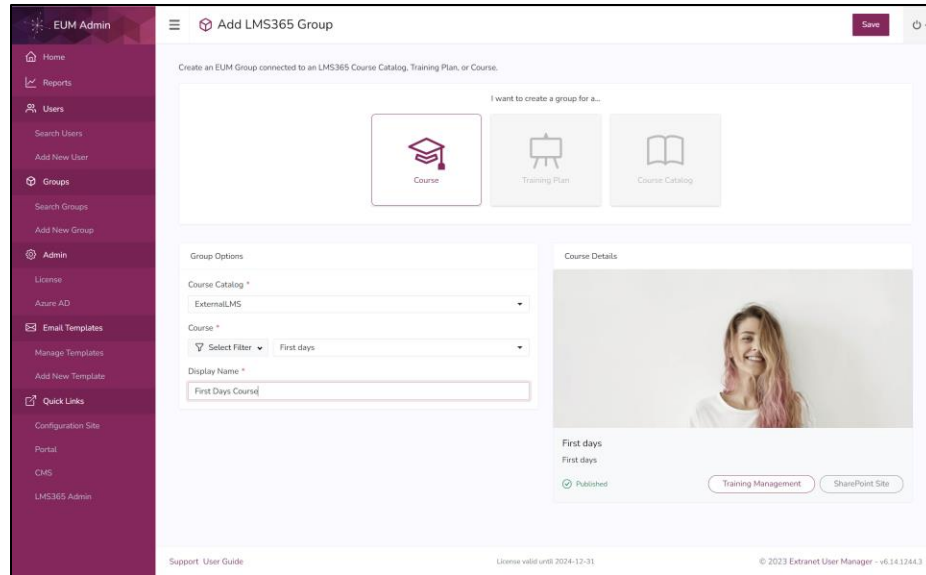 EUM Admin
Add LMS365 Group
Save
Home
Reports
Users
Search Users
Add New User
Groups
Search Groups
Add New Group
Admin
License
Azure AD
Email Templates
Manage Templates
Add New Template
Quick Links
Configuration Site
Portal
CMS
LMS365 Admin
Create an EUM Group connected to an LMS365 Course Catalog, Training Plan, or Course.
I want to create a group for a...
Course
Training Plan
Course Catalog
Group Options
Course Catalog *
ExternalLMS
Course *
Select Filter
First days
Display Name *
First Days Course
Course Details
First days
First days
Published
Training Management
SharePoint Site
Support User Guide
License valid until 2024-12-31
© 2023 Extranet User Manager - v6.14.1244.3